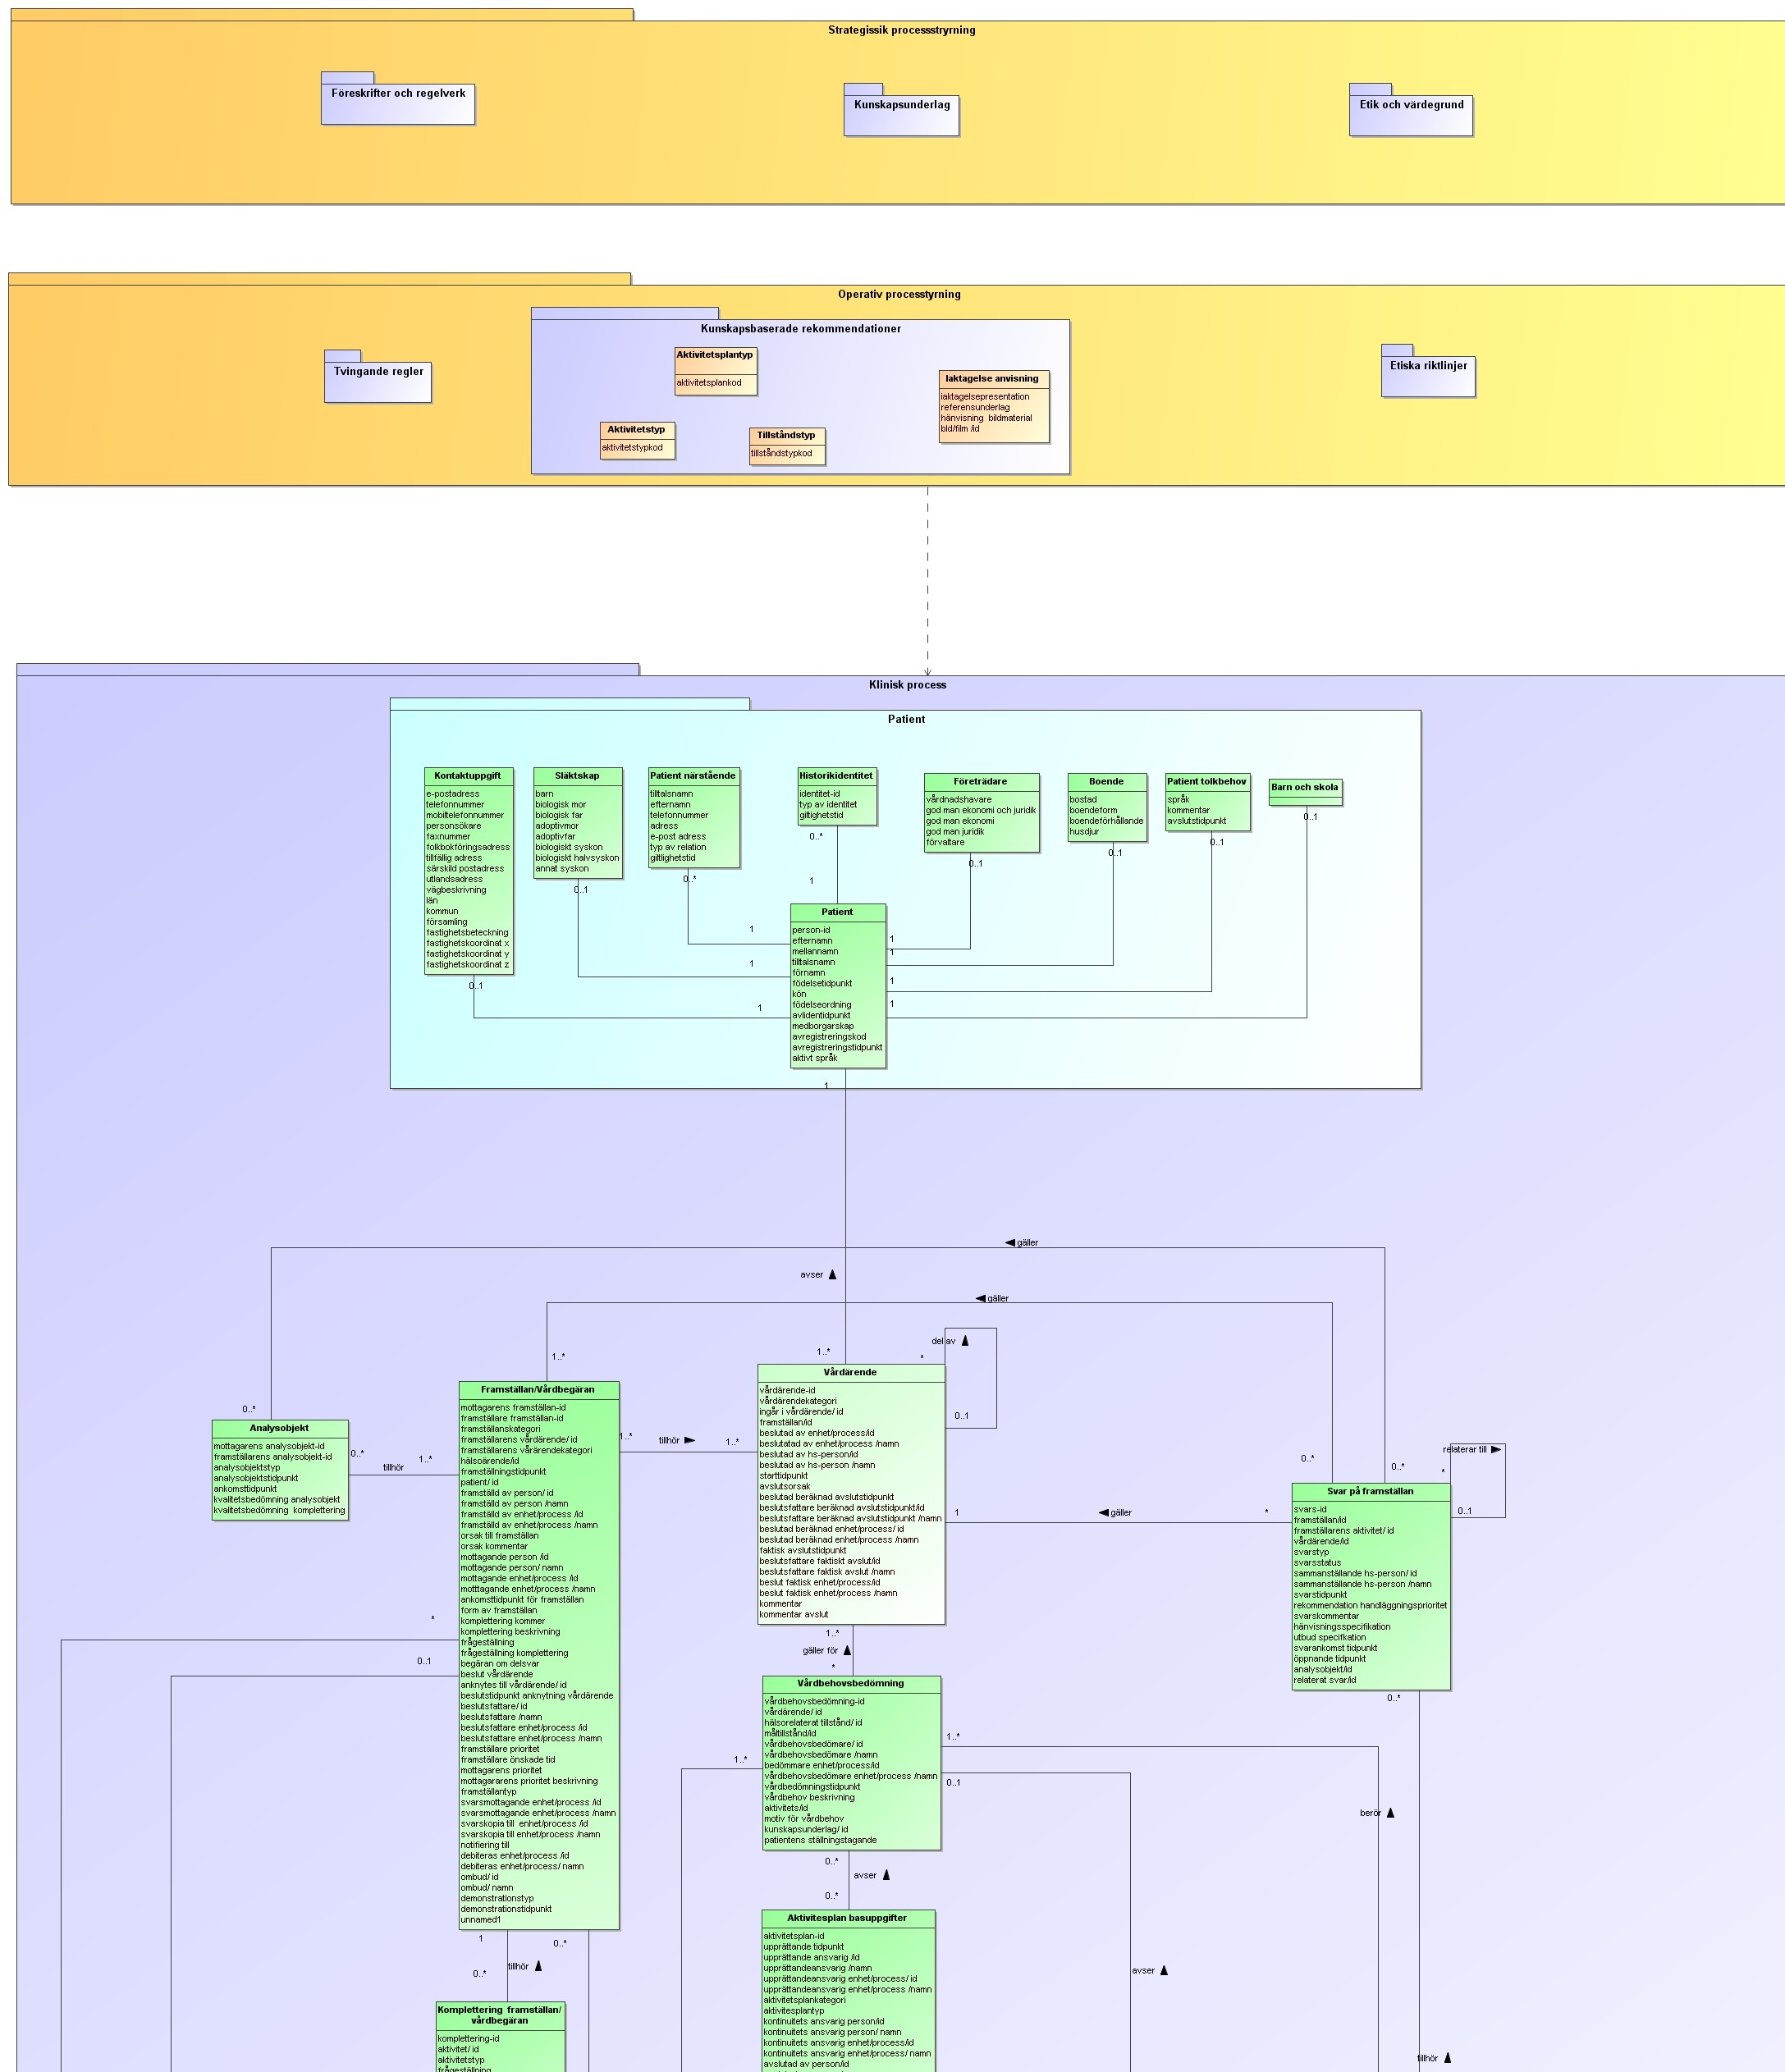 Strategissik processstryrning
Föreskrifter och regelverk
Kunskapsunderlag
Etik och värdegrund
Operativ processtyrning
Kunskapsbaserade rekommendationer
Tvingande regler
Aktivitetsplantyp
aktivitetsplankod
Iaktagelse anvisning
iaktagelsepresentation
referensunderlag
hänvisning bildmaterial
bld/film /id
Aktivitetstyp
aktivitetstypkod
Tillståndstyp
tillståndstypkod
Etiska riktlinjer
Klinisk process
Patient
Kontaktuppgift
e-postadress
telefonnummer
mobiltelefonnummer
personsökare
faxnummer
folkbokföringsadress
tillfällig adress
särskild postadress
utlandsadress
vägbeskrivning
län
kommun
församling
fastighetsbeteckning
fastighetskoordinat x
fastighetskoordinat y
fastighetskoordinat z
0..1
1
Släktskap
barn
biologisk mor
biologisk far
adoptivmor
adoptivfar
biologiskt syskon
biologiskt halvsyskon
annat syskon
0..1
1
Patient närstående
tilltalsnamn
efternamn
telefonnummer
adress
e-post adress
typ av relation
giltlighetstid
0..*
1
Historikidentitet
identitet-id
typ av identitet
giltighetstid
0..*
1
Företrädare
vårdnadshavare
god man ekonomi och juridik
god man ekonomi
god man juridik
förvaltare
0..1
1
Boende
bostad
boendeform
boendeförhållande
husdjur
0..1
1
Patient tolkbehov
språk
kommentar
avslutstidpunkt
0..1
1
Barn och skola
0..1
1
Patient
person-id
efternamn
mellannamn
tilltalsnamn
förnamn
födelsetidpunkt
kön
födelseordning
avlidentidpunkt
medborgarskap
avregistreringskod
avregistreringstidpunkt
aktivt språk
1
gäller
avser
gäller
del av
1..*
1..*
*
0..1
0..*
Analysobjekt
mottagarens analysobjekt-id
framställarens analysobjekt-id
analysobjektstyp
analysobjektstidpunkt
ankomsttidpunkt
kvalitetsbedömning analysobjekt
kvalitetsbedömning komplettering
0..*
tillhör
1..*
Framställan/Vårdbegäran
mottagarens framställan-id
framställare framställan-id
framställanskategori
framställarens vårdärende/ id
framställarens vårärendekategori
hälsoärende/id
framställningstidpunkt
patient/ id
framställd av person/ id
framställd av person /namn
framställd av enhet/process /id
framställd av enhet/process /namn
orsak till framställan
orsak kommentar
mottagande person /id
mottagande person/ namn
mottagande enhet/process /id
motttagande enhet/process /namn
ankomsttidpunkt för framställan
form av framställan
komplettering kommer
komplettering beskrivning
frågeställning
frågeställning komplettering
begäran om delsvar
beslut vårdärende
anknytes till vårdärende/ id
beslutstidpunkt anknytning vårdärende
beslutsfattare/ id
beslutsfattare /namn
beslutsfattare enhet/process /id
beslutsfattare enhet/process /namn
framställare prioritet
framställare önskade tid
mottagarens prioritet
mottagararens prioritet beskrivning
framställantyp
svarsmottagande enhet/process /id
svarsmottagande enhet/process /namn
svarskopia till enhet/process /id
svarskopia till enhet/process /namn
notifiering till
debiteras enhet/process /id
debiteras enhet/process/ namn
ombud/ id
ombud/ namn
demonstrationstyp
demonstrationstidpunkt
unnamed1
*
0..1
1..*
tillhör
1..*
Vårdärende
vårdärende-id
vårdärendekategori
ingår i vårdärende/ id
framställan/id
beslutad av enhet/process/id
beslutatad av enhet/process /namn
beslutad av hs-person/id
beslutad av hs-person /namn
starttidpunkt
avslutsorsak
beslutad beräknad avslutstidpunkt
beslutsfattare beräknad avslutstidpunkt/id
beslutsfattare beräknad avslutstidpunkt /namn
beslutad beräknad enhet/process/ id
beslutad beräknad enhet/process /namn
faktisk avslutstidpunkt
beslutsfattare faktiskt avslut/id
beslutsfattare faktisk avslut /namn
beslut faktisk enhet/process/id
beslut faktisk enhet/process /namn
kommentar
kommentar avslut
1
gäller
*
0..*
0..*
*
relaterar till
0..1
Svar på framställan
svars-id
framställan/id
framställarens aktivitet/ id
vårdärende/id
svarstyp
svarsstatus
sammanställande hs-person/ id
sammanställande hs-person /namn
svarstidpunkt
rekommendation handläggningsprioritet
svarskommentar
hänvisningsspecifikation
utbud specifkation
svarankomst tidpunkt
öppnande tidpunkt
analysobjekt/id
relaterat svar/id
0..*
1..*
gäller för
*
Vårdbehovsbedömning
vårdbehovsbedömning-id
vårdärende/ id
hälsorelaterat tillstånd/ id
måltillstånd/id
vårdbehovsbedömare/ id
vårdbehovsbedömare /namn
bedömmare enhet/process/id
vårdbehovsbedömare enhet/process /namn
vårdbedömningstidpunkt
vårdbehov beskrivning
aktivitets/id
motiv för vårdbehov
kunskapsunderlag/ id
patientens ställningstagande
1..*
1..*
0..1
berör
0..*
avser
0..*
Aktivitesplan basuppgifter
aktivitetsplan-id
upprättande tidpunkt
upprättande ansvarig /id
upprättandeansvarig /namn
upprättandeansvarig enhet/process/ id
upprättandeansvarig enhet/process /namn
aktivitetsplankategori
aktivitesplantyp
kontinuitets ansvarig person/id
kontinuitets ansvarig person/ namn
kontinuitets ansvarig enhet/process/id
kontinuitets ansvarig enhet/process/ namn
avslutad av person/id
avser
tillhör
1
0..*
tillhör
0..*
Komplettering framställan/
vårdbegäran
komplettering-id
aktivitet/ id
aktivitetstyp
frågeställning